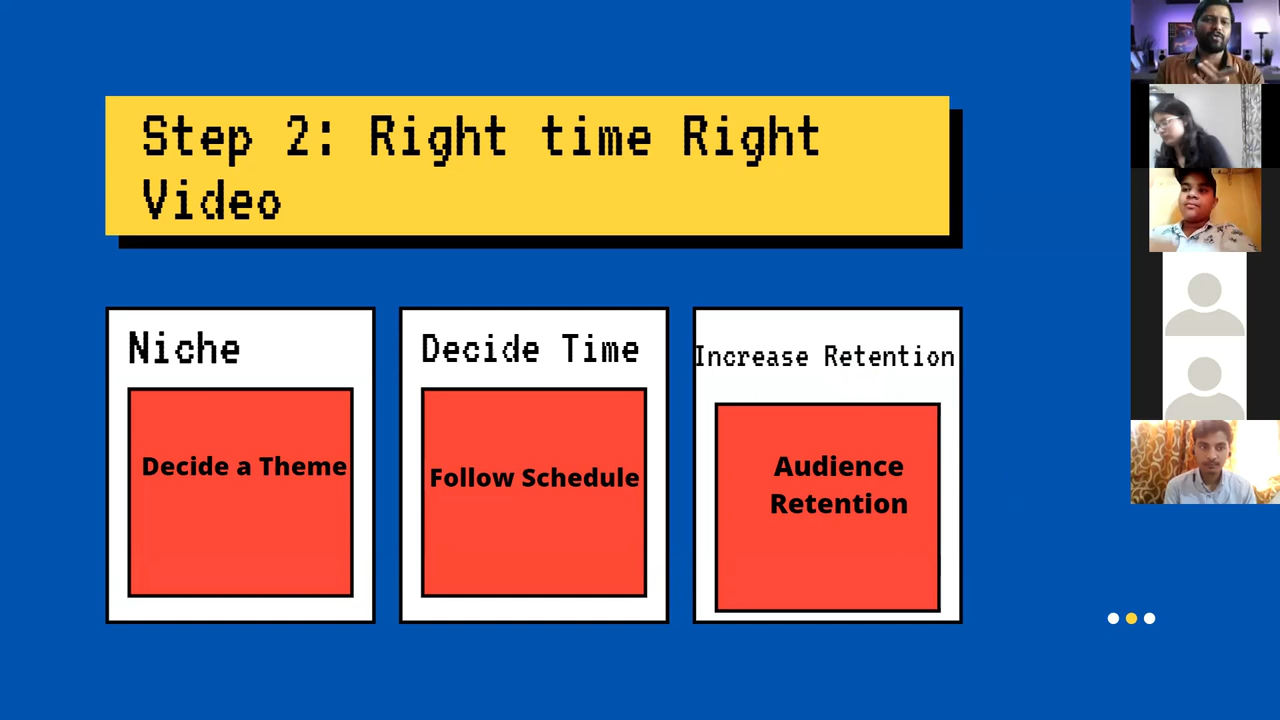 Step 2: Right time Right
Video
Niche
Decide a Theme
Decide Time
Follow Schedule
Increase Retention
Audience
Retention